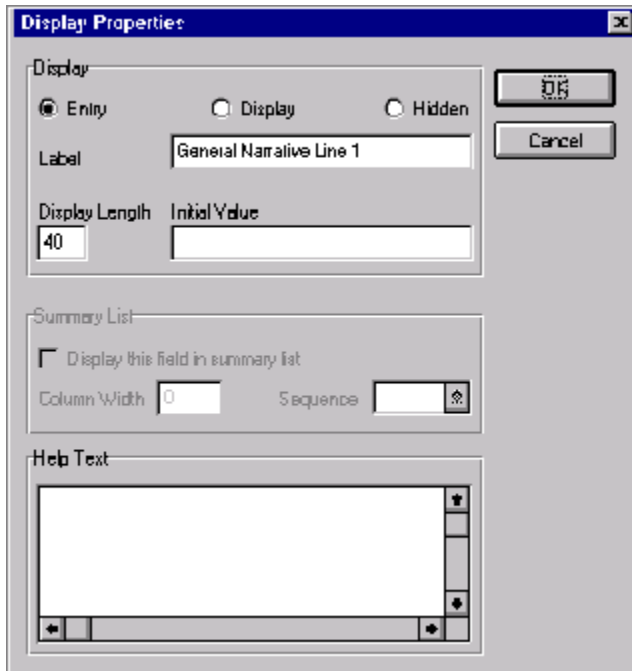 Display Properties
Display
Entry Display Hidden
OK
Label General Narrative Line 1
Cancel
Display Length Initial Value
40
Summary List
Display this field in summary list
Column Width 0 Sequence
Help Text